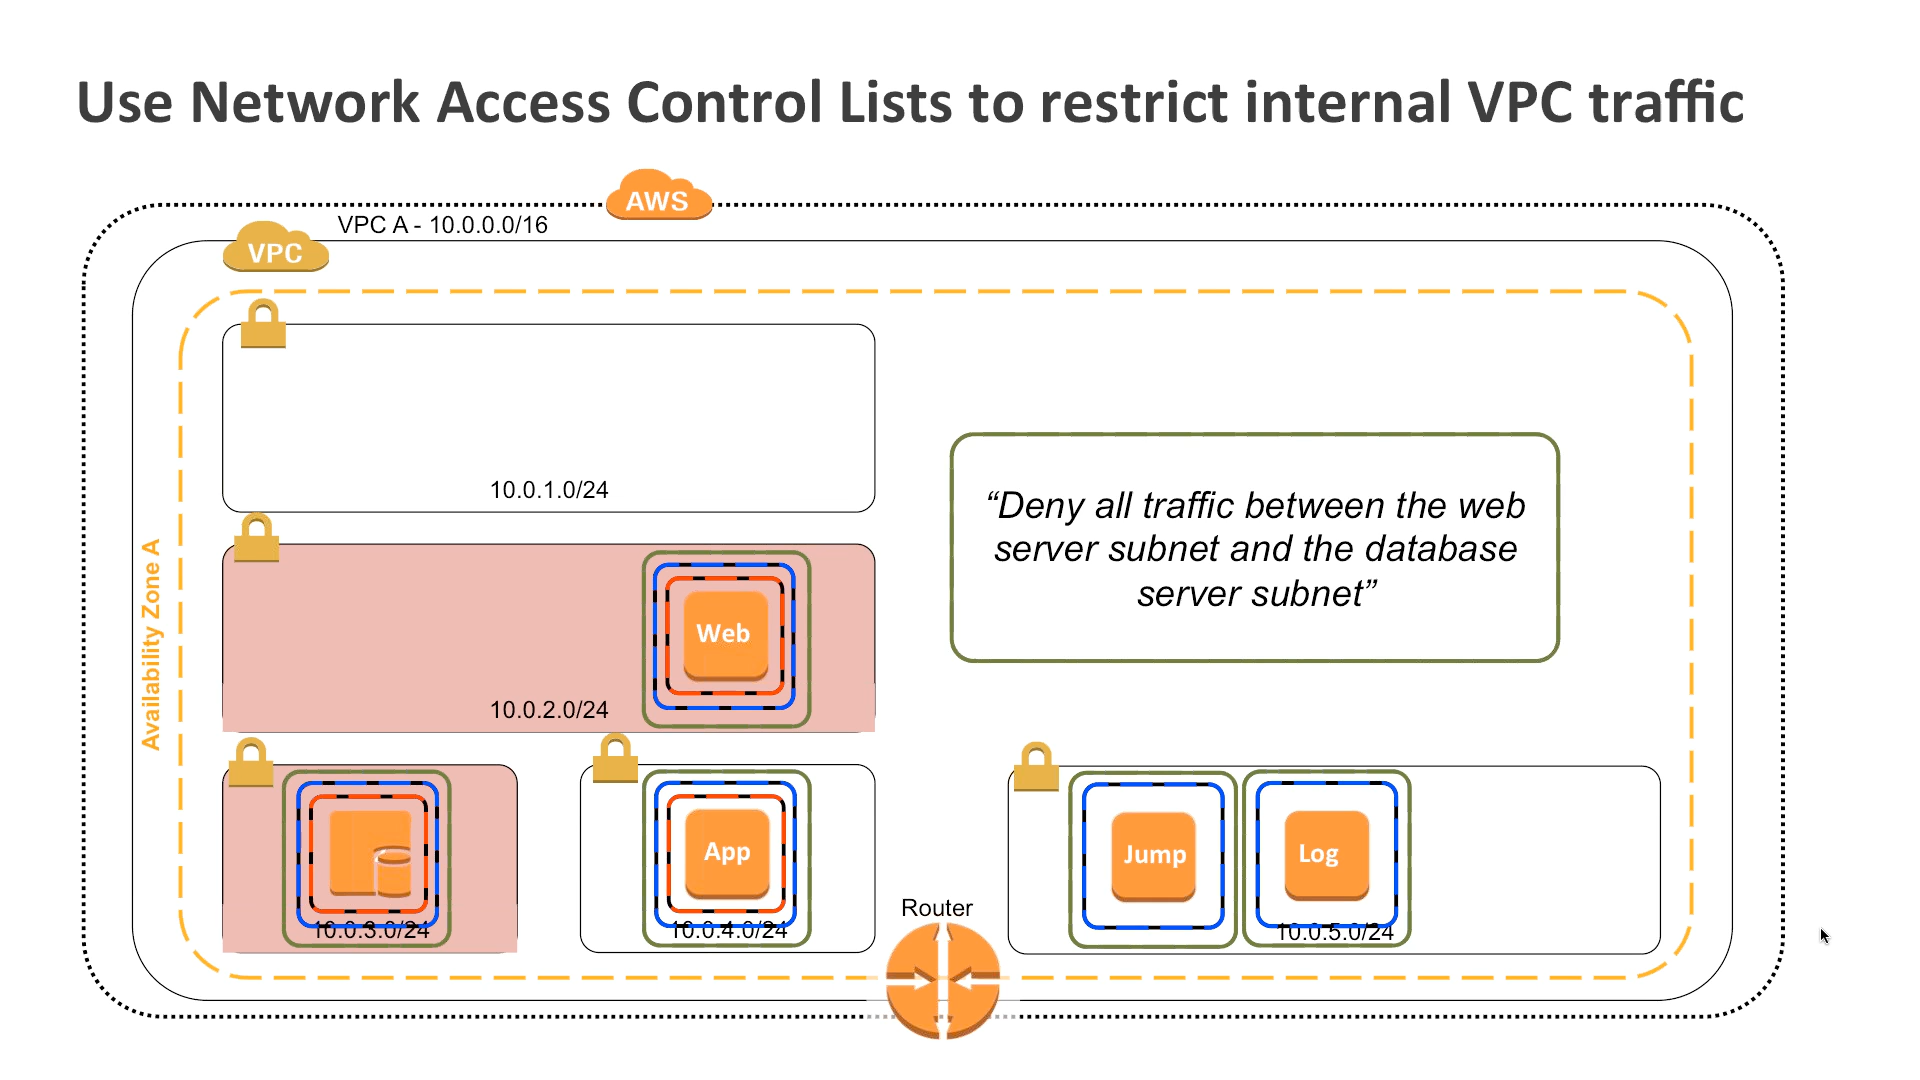 Use Network Access Control Lists to restrict internal VPC traffic
AWS
VPC A - 10.0.0.0/16
VPC
10.0.1.0/24
“Deny all traffic between the web
server subnet and the database
server subnet”
Availability Zone A
Web
10.0.2.0/24
10.0.3.0/24
App
10.0.4.0/24
Router
Jump
Log
10.0.5.0/24